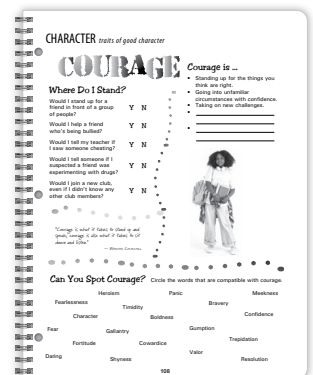 CHARACTER traits of good character
COURAGE
Where Do I Stand?
Would I stand up for a
friend in front of a group
of people?
Y N
Would I help a friend
who's being bullied?
Y N
Would I tell my teacher if
I saw someone cheating?
Y N
Would I tell someone if I
suspected a friend was
experimenting with drugs?
Y N
Would I join a new club,
even if I didn't know any
other club members?
Y N
"Courage is what it takes to stand up and
speak; courage is also what it takes to sit
down and listen."
— Winston Churchill
Courage is ...
• Standing up for the things you
think are right.
• Going into unfamiliar
circumstances with confidence.
• Taking on new challenges.
Can You Spot Courage? Circle the words that are compatible with courage.
Heroism Panic Meekness
Fearlessness Timidity Bravery
Character Boldness Confidence
Fear Gallantry Gumption
Fortitude Cowardice Trepidation
Daring Shyness Valor Resolution
108